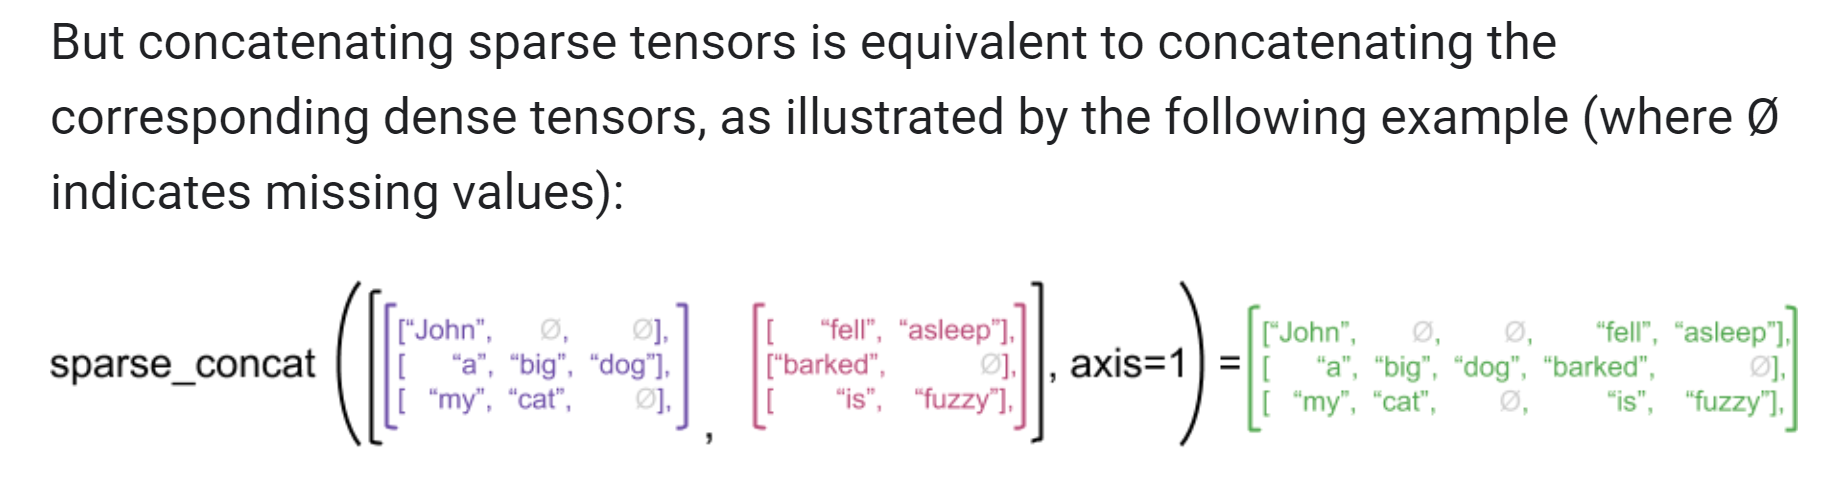 But concatenating sparse tensors is equivalent to concatenating the
corresponding dense tensors, as illustrated by the following example (where Ø
indicates missing values):
sparse_concat ([[["John", Ø, Ø], ["a", "big", "dog"], ["my", "cat", Ø],], [[ "fell", "asleep"], ["barked", Ø], ["is", "fuzzy"],]], axis=1) = [["John", Ø, Ø, "fell", "asleep"], ["a", "big", "dog", "barked", Ø], ["my", "cat", Ø, "is", "fuzzy"],]